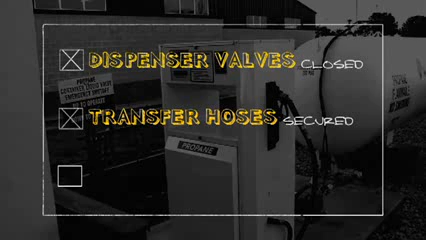 DISPENSER VALVES CLOSED
TRANSFER HOSES SECURED
PROPANE
PROPANE